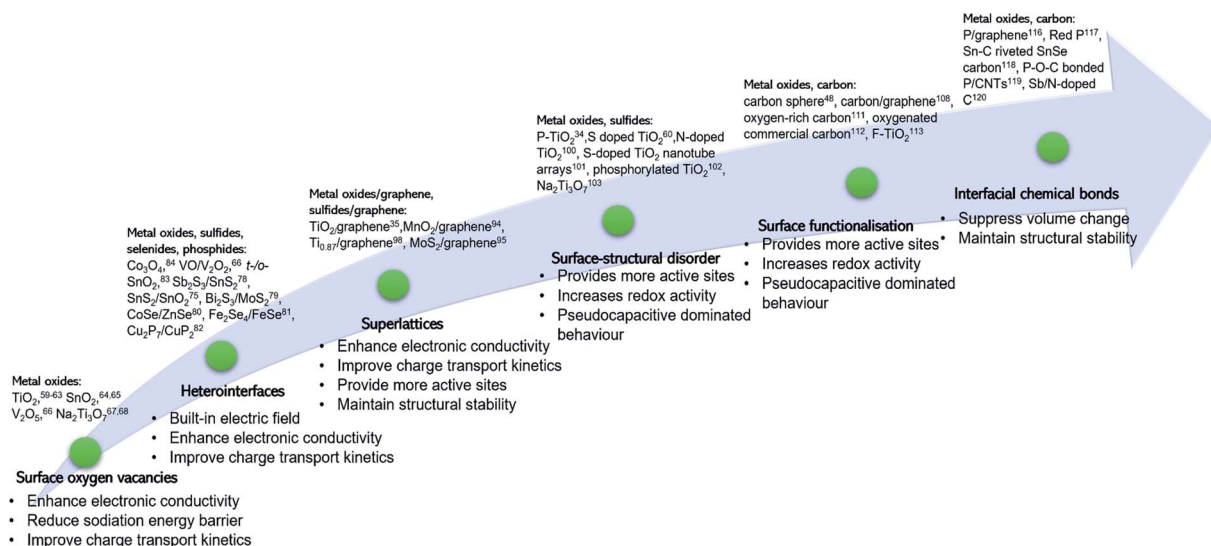 Metal oxides:
TiO₂,⁵⁹⁻⁶³ SnO₂,⁶⁴,⁶⁵
V₂O₅,⁶⁶ Na₂Ti₃O₇⁶⁷,⁶⁸
Surface oxygen vacancies
• Enhance electronic conductivity
• Reduce sodiation energy barrier
• Improve charge transport kinetics
Metal oxides, sulfides,
selenides, phosphides:
Co₃O₄,⁸⁴ VO/V₂O₂,⁶⁶ t-/o-
SnO₂,⁸³ Sb₂S₃/SnS₂⁷⁸,
SnS₂/SnO₂⁷⁵, Bi₂S₃/MoS₂⁷⁹,
CoSe/ZnSe⁸⁰, Fe₂Se₄/FeSe⁸¹,
Cu₂P₇/CuP₂⁸²
Heterointerfaces
• Built-in electric field
• Enhance electronic conductivity
• Improve charge transport kinetics
Metal oxides/graphene,
sulfides/graphene:
TiO₂/graphene³⁵,MnO₂/graphene⁹⁴,
Ti₀.₈₇/graphene⁹⁸, MoS₂/graphene⁹⁵
Superlattices
• Enhance electronic conductivity
• Improve charge transport kinetics
• Provide more active sites
• Maintain structural stability
Metal oxides, sulfides:
P-TiO₂³⁴,S doped TiO₂⁶⁰,N-doped
TiO₂¹⁰⁰, S-doped TiO₂ nanotube
arrays¹⁰¹, phosphorylated TiO₂¹⁰²,
Na₂Ti₃O₇¹⁰³
Surface-structural disorder
• Provides more active sites
• Increases redox activity
• Pseudocapacitive dominated
behaviour
Metal oxides, carbon:
carbon sphere⁴⁸, carbon/graphene¹⁰⁸,
oxygen-rich carbon¹¹¹, oxygenated
commercial carbon¹¹², F-TiO₂¹¹³
Surface functionalisation
• Provides more active sites
• Increases redox activity
• Pseudocapacitive dominated
behaviour
Metal oxides, carbon:
P/graphene¹¹⁶, Red P¹¹⁷,
Sn-C riveted SnSe
carbon¹¹⁸, P-O-C bonded
P/CNTs¹¹⁹, Sb/N-doped
C¹²⁰
Interfacial chemical bonds
• Suppress volume change
• Maintain structural stability